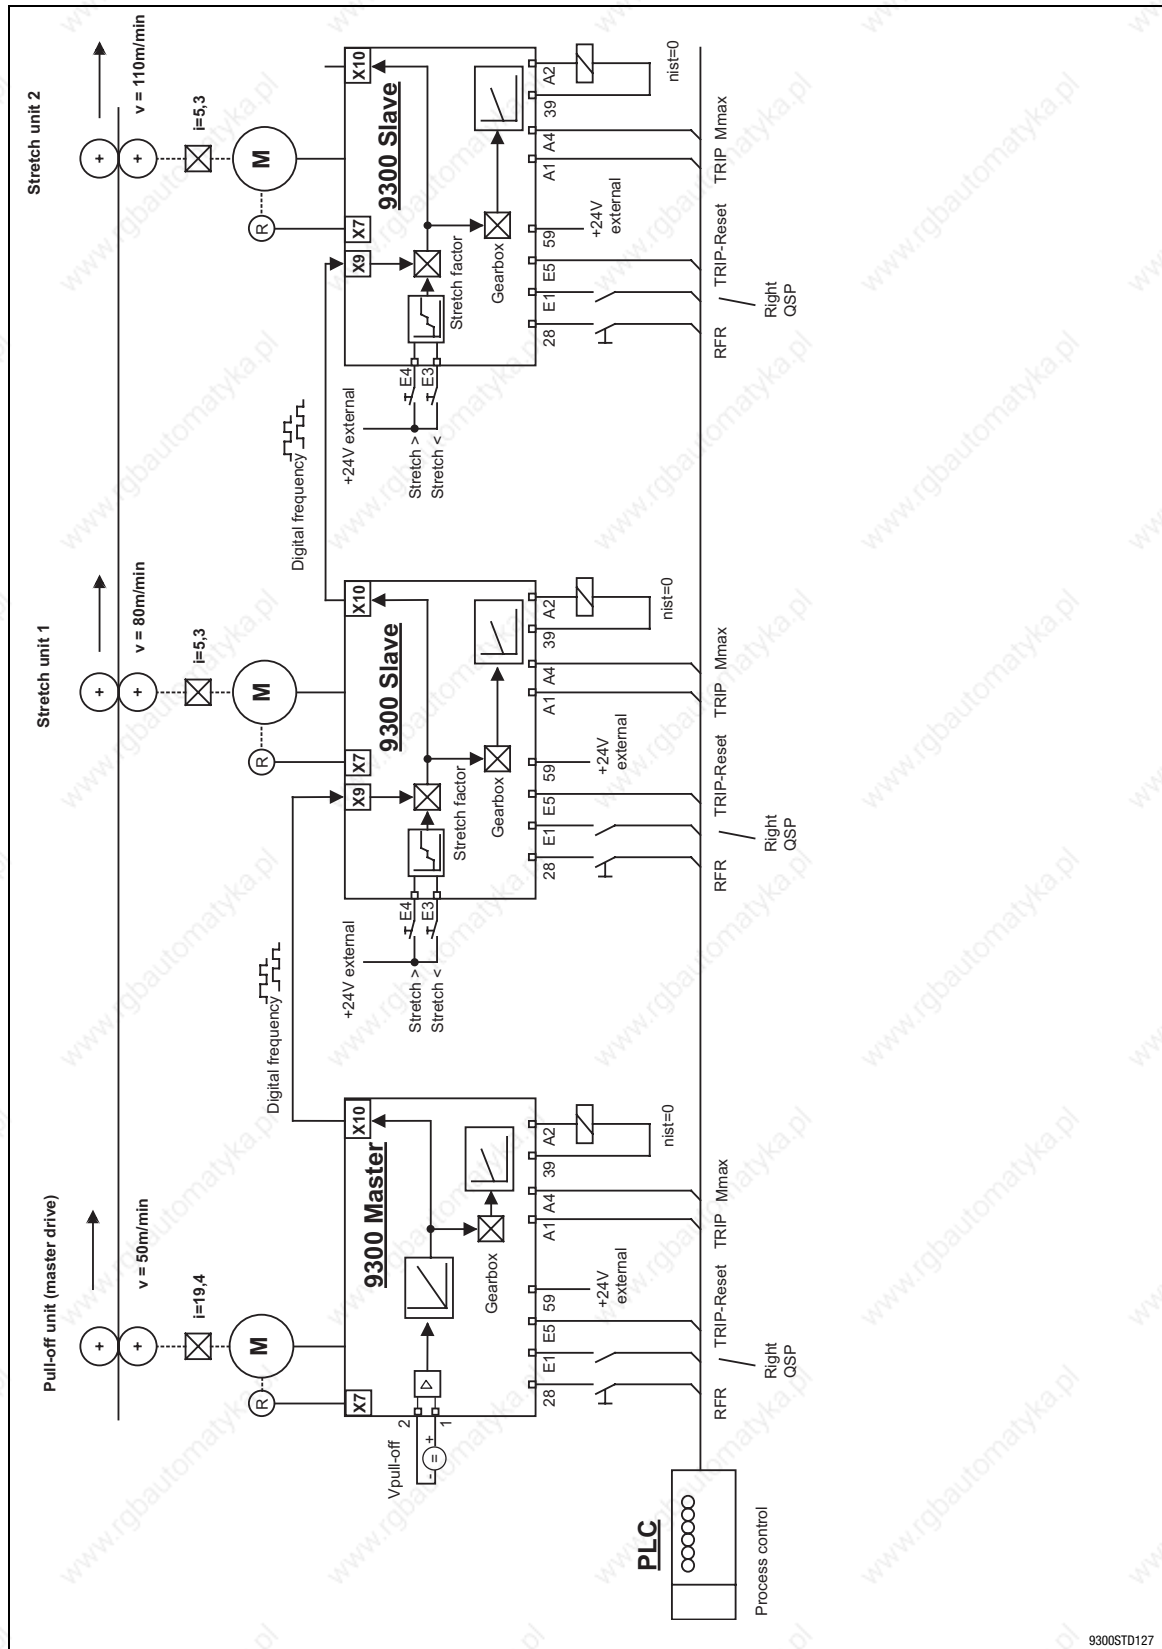 Pull-off unit (master drive)
v = 50m/min
i=19,4
M
R
X7
X10
9300 Master
Vpull-off
- +
=
2
1
Gearbox
28
E1
E5
59
A1
A4
39
A2
+24V
external
nist=0
RFR
Right
QSP
TRIP-Reset
TRIP
Mmax
Digital frequency
Stretch unit 1
v = 80m/min
i=5,3
M
R
X9
X7
X10
9300 Slave
+24V external
Stretch >
Stretch <
E4
E3
Stretch factor
Gearbox
28
E1
E5
59
A1
A4
39
A2
+24V
external
nist=0
RFR
Right
QSP
TRIP-Reset
TRIP
Mmax
Digital frequency
Stretch unit 2
v = 110m/min
i=5,3
M
R
X9
X7
X10
9300 Slave
+24V external
Stretch >
Stretch <
E4
E3
Stretch factor
Gearbox
28
E1
E5
59
A1
A4
39
A2
+24V
external
nist=0
RFR
Right
QSP
TRIP-Reset
TRIP
Mmax
PLC
Process control
9300STD127
www.rgbautomatyka.pl